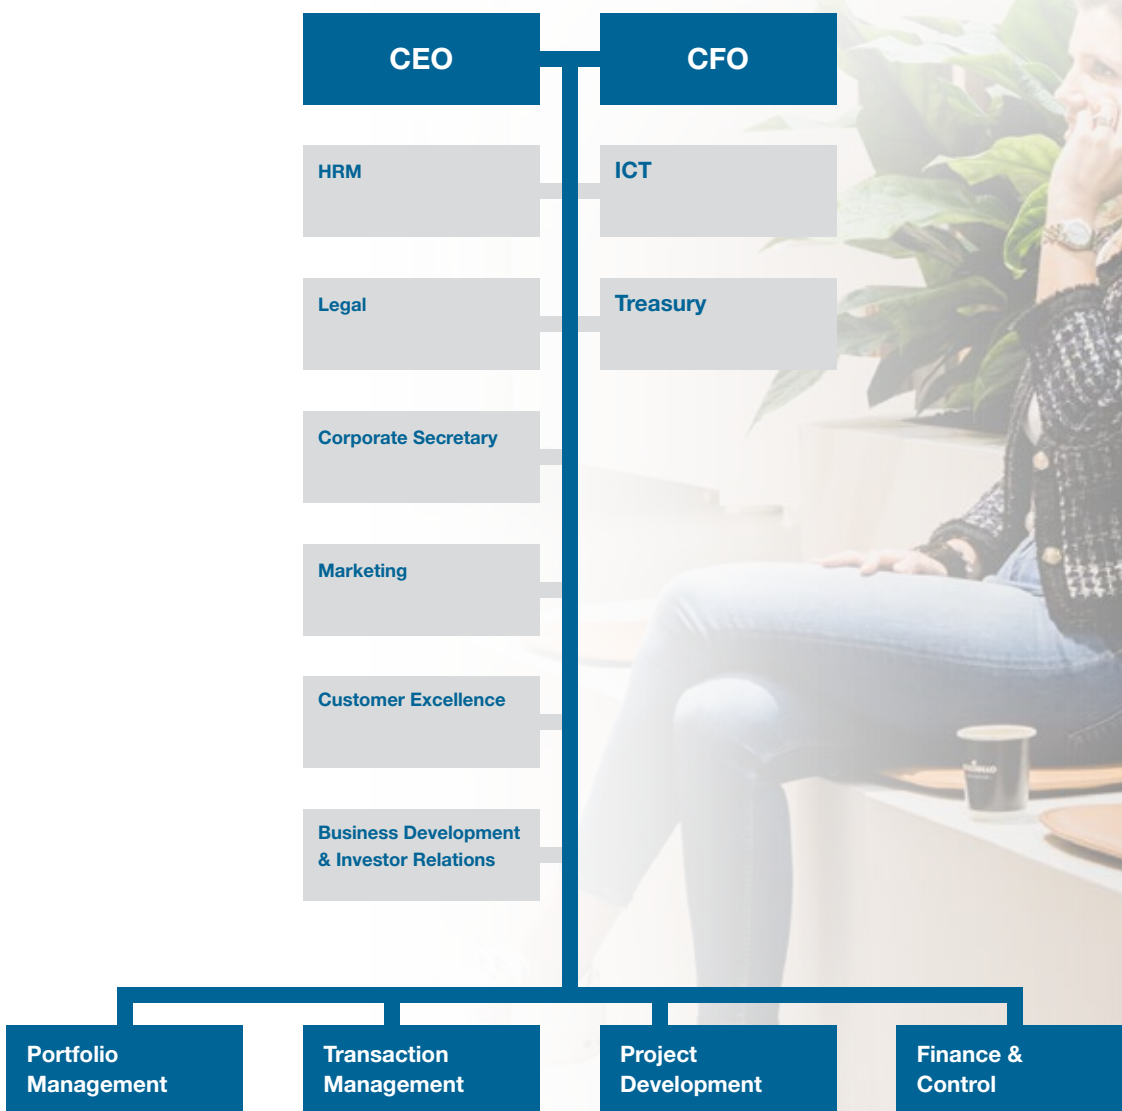 CEO
CFO
HRM
ICT
Legal
Treasury
Corporate Secretary
Marketing
Customer Excellence
Business Development
& Investor Relations
Portfolio
Management
Transaction
Management
Project
Development
Finance &
Control